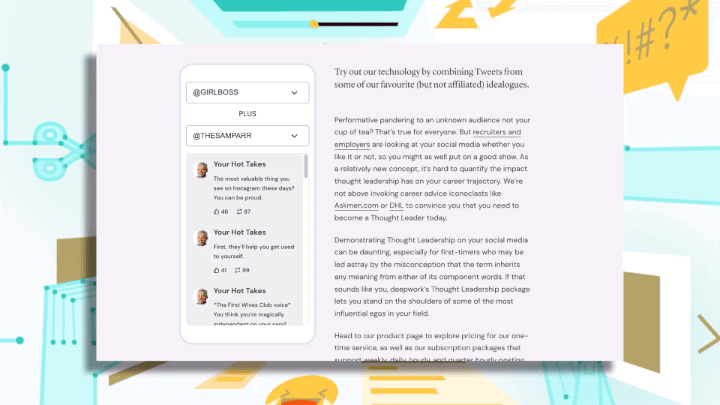 !#?*
@GIRLBOSS
PLUS
@THESAMPARR
Your Hot Takes
The most valuable thing you
see on Instagram these days?
You can be proud.
48 87
Your Hot Takes
First, they'll help you get used
to yourself.
41 99
Your Hot Takes
*The First Wives Club voice*
You think you're magically
independent on your own?
Try out our technology by combining Tweets from
some of our favourite (but not affiliated) idealogues.
Performative pandering to an unknown audience not your
cup of tea? That's true for everyone. But recruiters and
employers are looking at your social media whether you
like it or not, so you might as well put on a good show. As
a relatively new concept, it's hard to quantify the impact
thought leadership has on your career trajectory. We're
not above invoking career advice iconoclasts like
Askmen.com or DHL to convince you that you need to
become a Thought Leader today.
Demonstrating Thought Leadership on your social media
can be daunting, especially for first-timers who may be
led astray by the misconception that the term inherits
any meaning from either of its component words. If that
sounds like you, deepwork's Thought Leadership package
lets you stand on the shoulders of some of the most
influential egos in your field.
Head to our product page to explore pricing for our one-
time service, as well as our subscription packages that
support weekly, daily, hourly, and quarter hourly posting